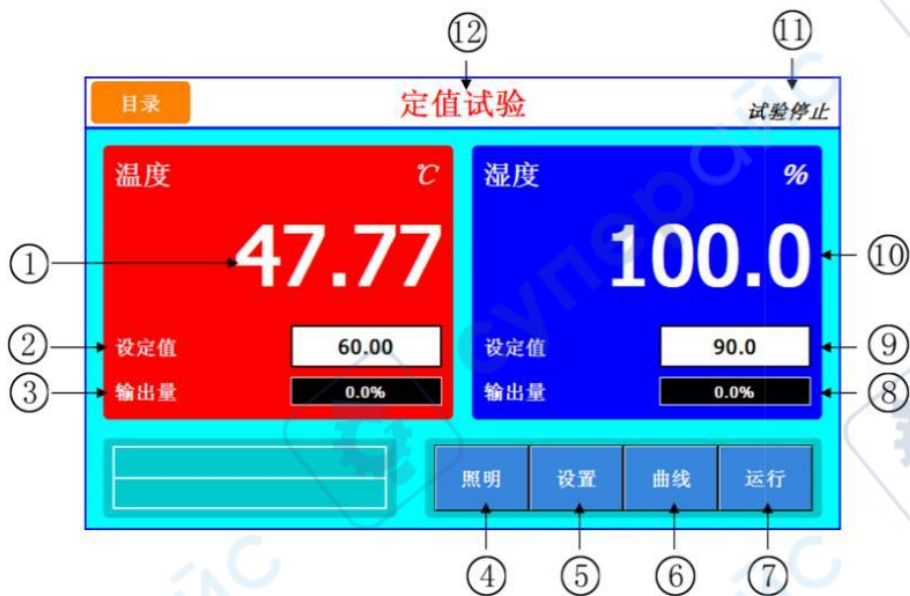 ⑫ ⑪
目录 定值试验 试验停止
温度 ℃ 湿度 %
① 47.77 100.0 ⑩
② 设定值 60.00 设定值 90.0 ⑨
③ 输出量 0.0% 输出量 0.0% ⑧
照明 设置 曲线 运行
④ ⑤ ⑥ ⑦
суперайс